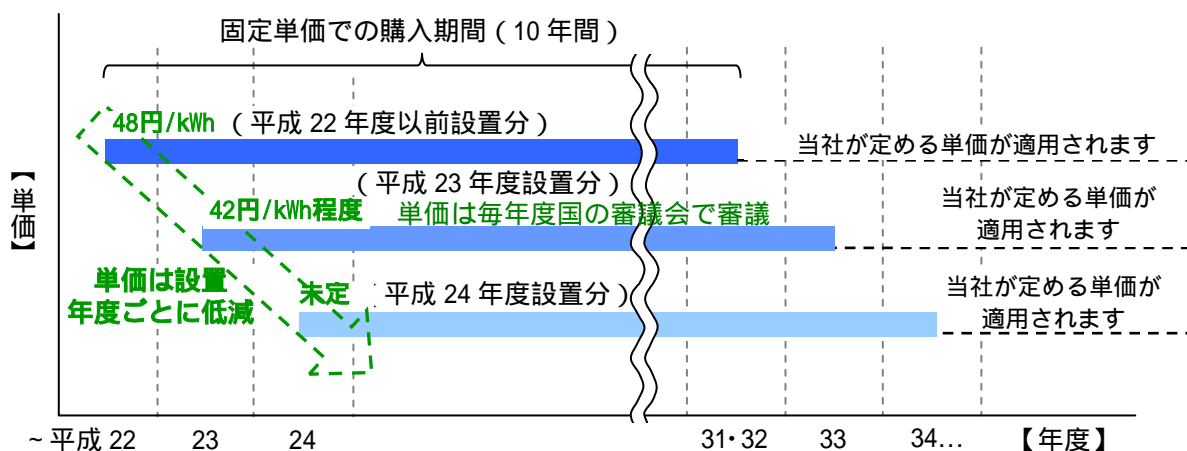 固定単価での購入期間（10年間）
48円/kWh （平成22年度以前設置分）
当社が定める単価が適用されます
（平成23年度設置分）
42円/kWh程度 単価は毎年度国の審議会で審議
当社が定める単価が
適用されます
【単価】
単価は設置
年度ごとに低減
未定 （平成24年度設置分）
当社が定める単価が
適用されます
~平成22 23 24 31・32 33 34… 【年度】